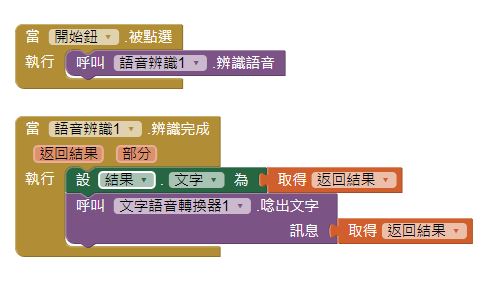 當 開始鈕 .被點選
執行 呼叫 語音辨識1 .辨識語音
當 語音辨識1 .辨識完成
返回結果 部分
執行 設 結果 . 文字 為 取得 返回結果
呼叫 文字語音轉換器1 .唸出文字
訊息 取得 返回結果